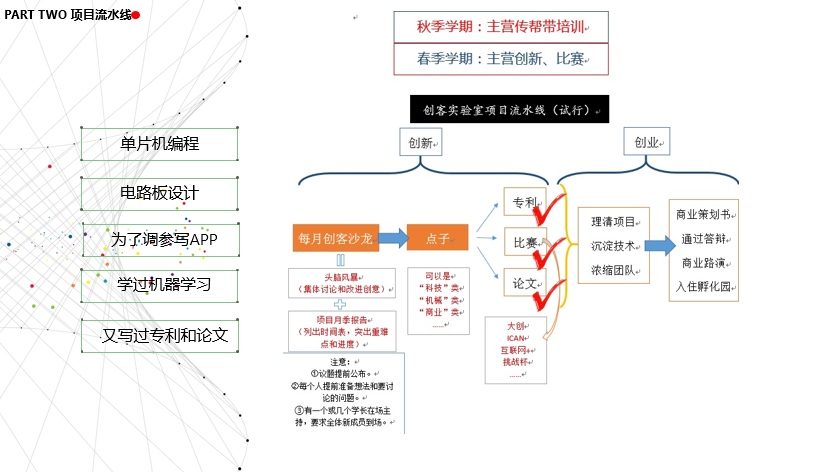 PART TWO 项目流水线
单片机编程
电路板设计
为了调参写APP
学过机器学习
又写过专利和论文
秋季学期：主营传帮带培训
春季学期：主营创新、比赛
创客实验室项目流水线（试行）
创新
创业
每月创客沙龙
点子
专利
比赛
论文
头脑风暴
（集体讨论和改进创意）
项目月季报告
（列出时间表，突出重难
点和进度）
注意：
①议题提前公布。
②每个人提前准备想法和要讨
论的问题。
③有一个或几个学长在场主
持，要求全体新成员到场。
可以是
“科技”类
“机械”类
“商业”类
……
大创
ICAN
互联网+
挑战杯
……
理清项目
沉淀技术
浓缩团队
商业策划书
通过答辩
商业路演
入住孵化园